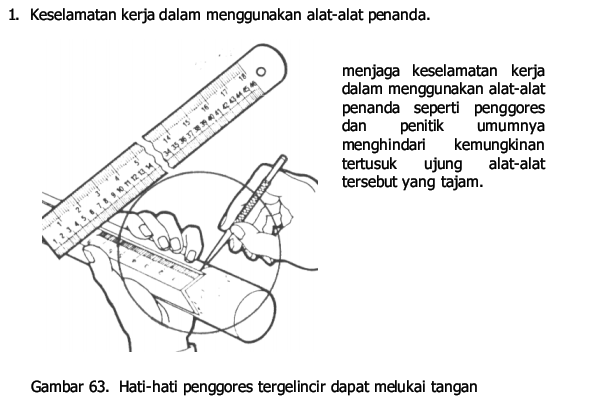 1. Keselamatan kerja dalam menggunakan alat-alat penanda.
menjaga keselamatan kerja
dalam menggunakan alat-alat
penanda seperti penggores
dan penitik umumnya
menghindari kemungkinan
tertusuk ujung alat-alat
tersebut yang tajam.
Gambar 63. Hati-hati penggores tergelincir dapat melukai tangan